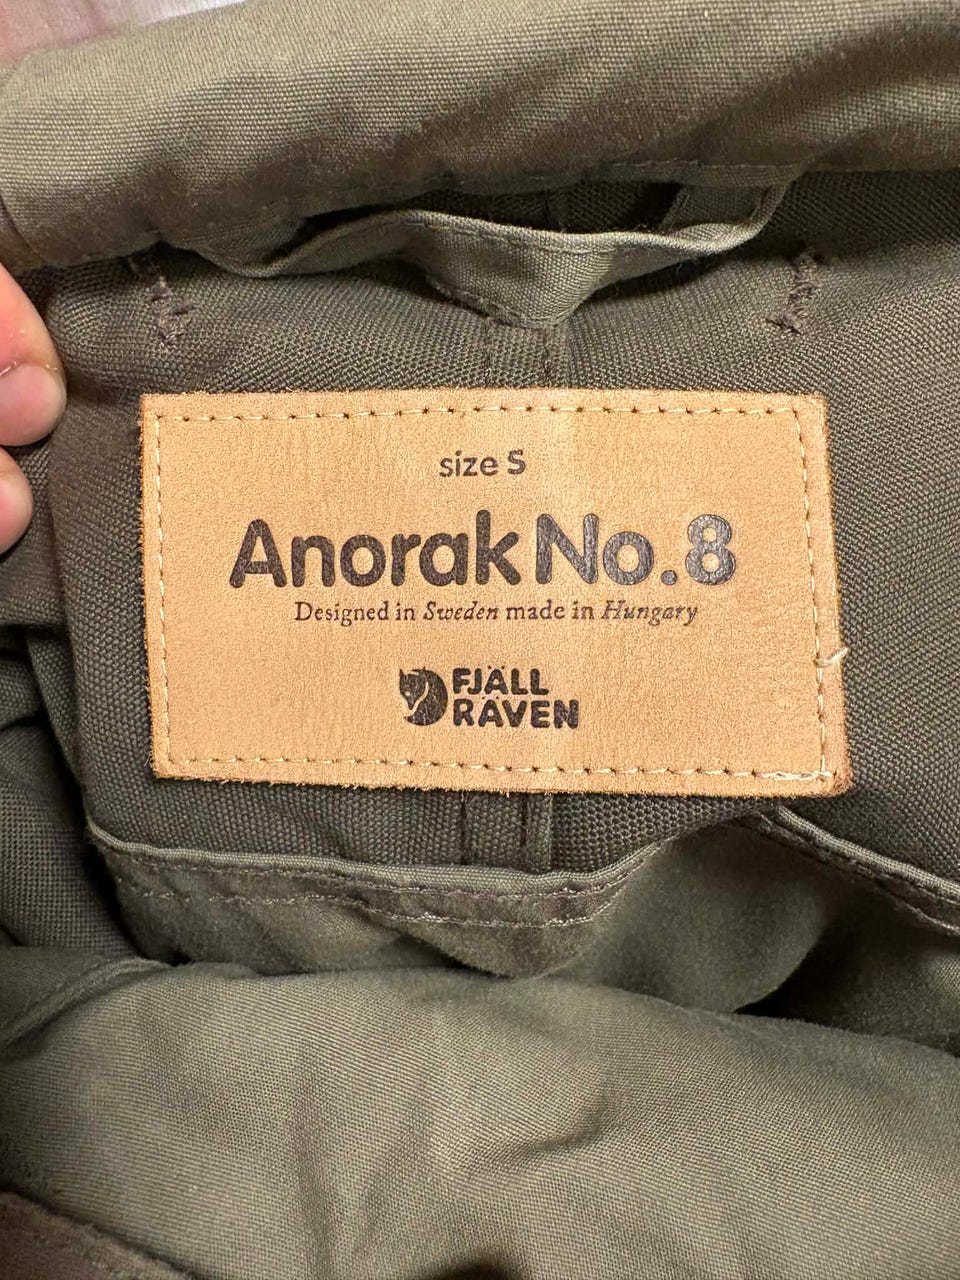 size S
Anorak No.8
Designed in Sweden made in Hungary
FJÄLL
RÄVEN